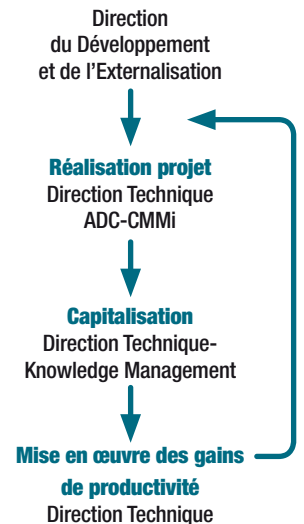 Direction
du Développement
et de l'Externalisation
Réalisation projet
Direction Technique
ADC-CMMi
Capitalisation
Direction Technique-
Knowledge Management
Mise en œuvre des gains
de productivité
Direction Technique